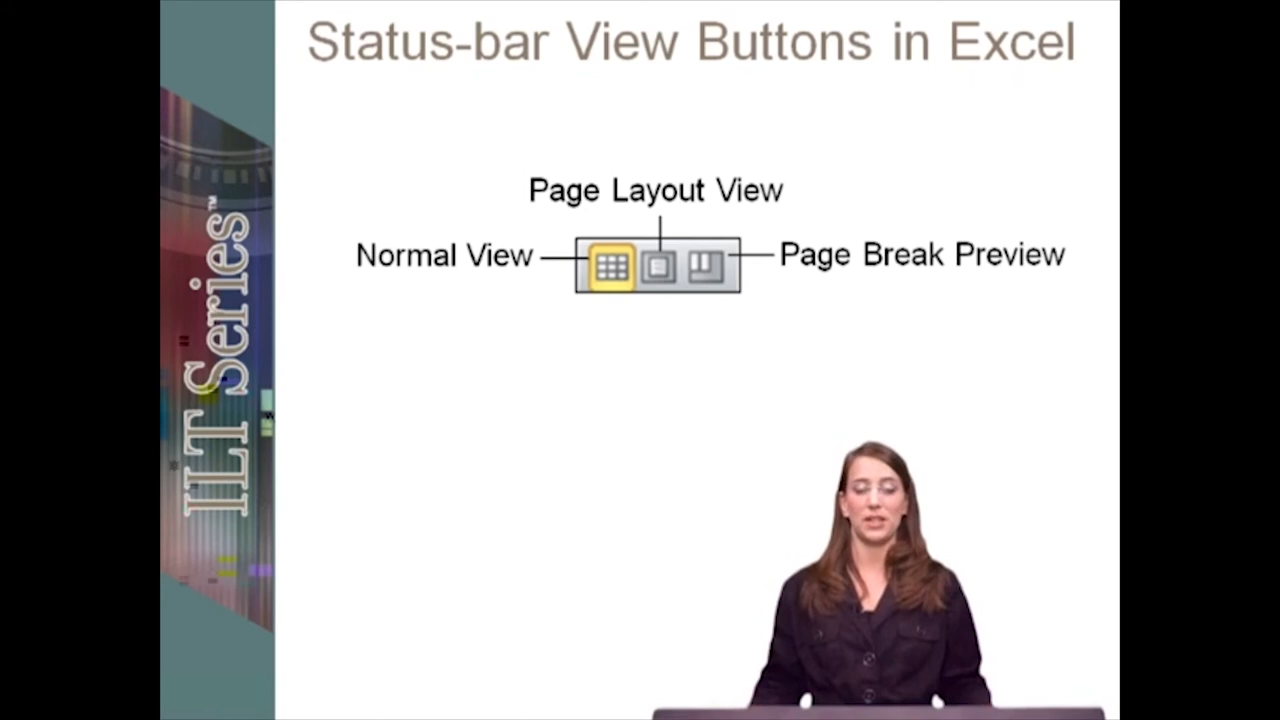 Status-bar View Buttons in Excel
Page Layout View
Normal View
Page Break Preview
ILT Series™